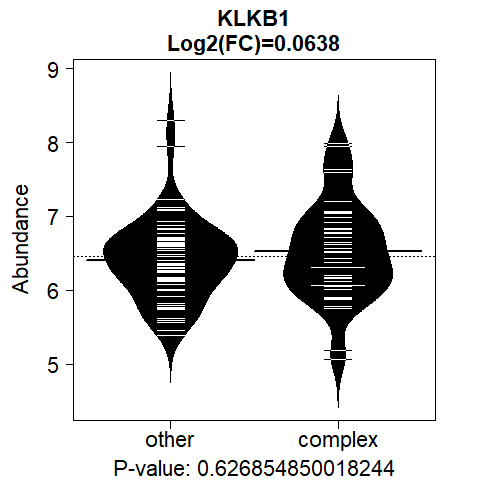 KLKB1
Log2(FC)=0.0638
9
8
7
6
5
Abundance
other complex
P-value: 0.626854850018244